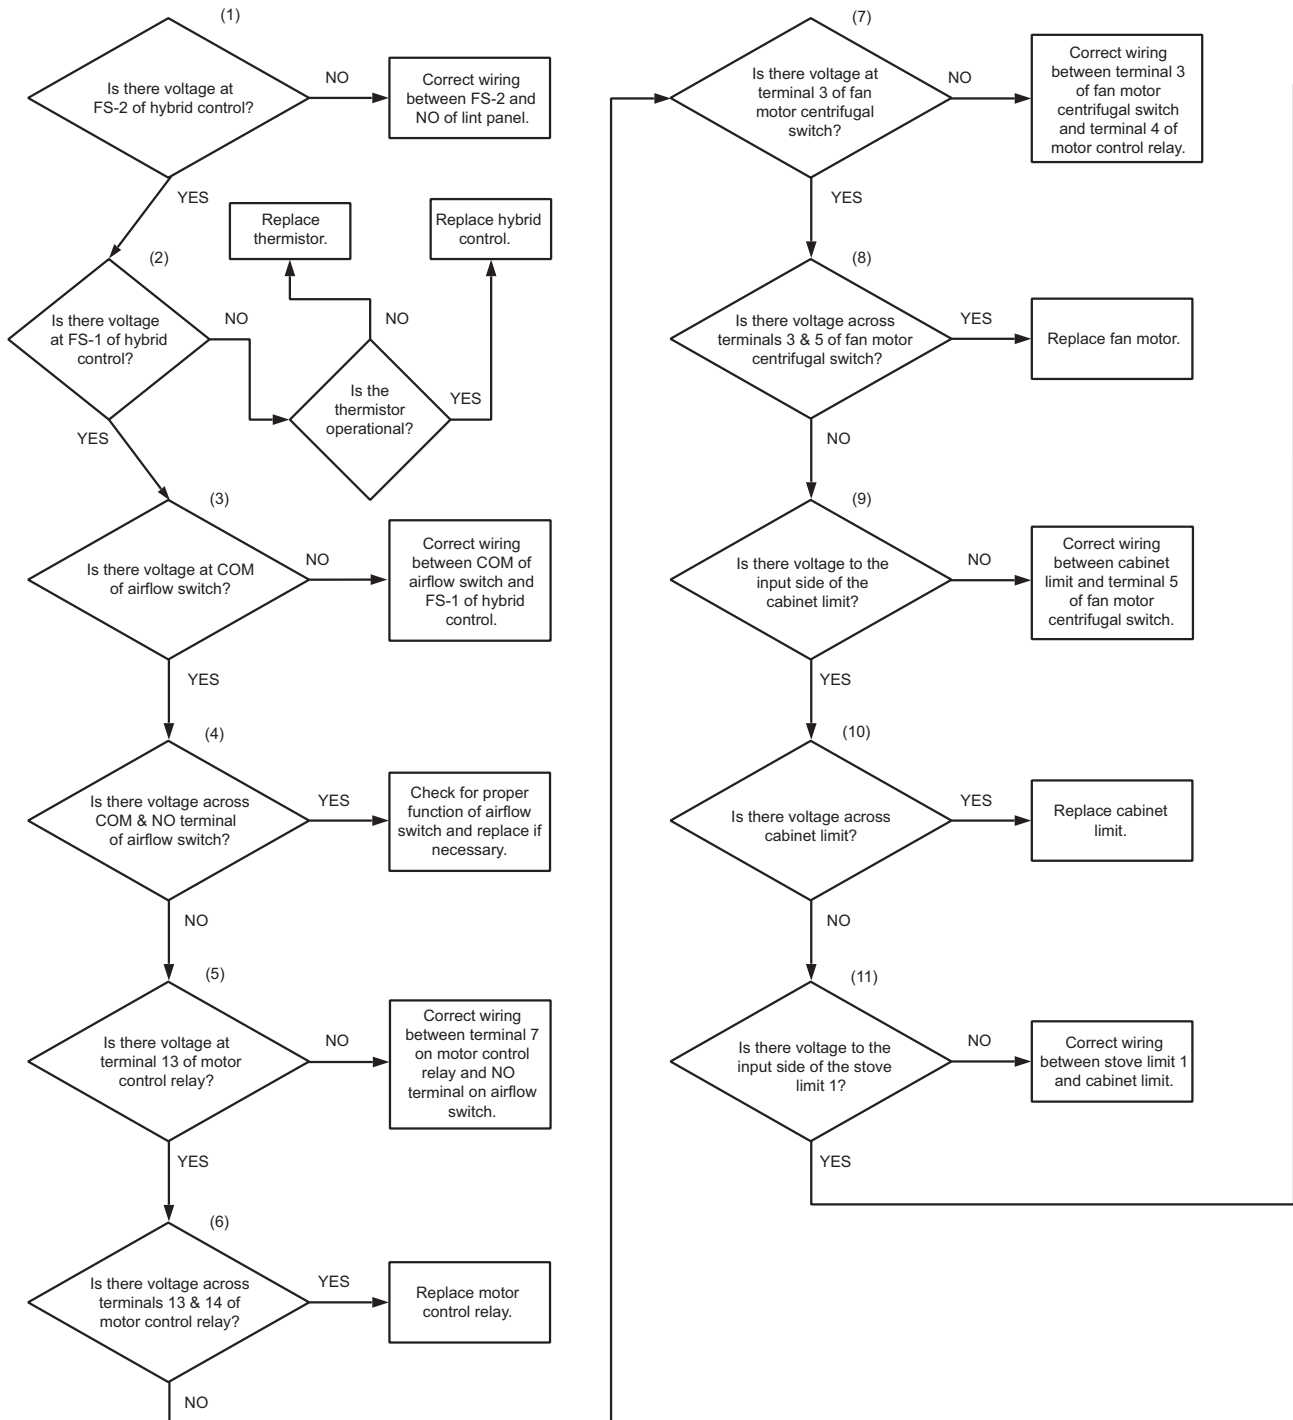 (1)
Is there voltage at
FS-2 of hybrid control?
NO
Correct wiring
between FS-2 and
NO of lint panel.
YES
(2)
Is there voltage
at FS-1 of hybrid
control?
NO
Replace
thermistor.
Replace hybrid
control.
NO
Is the
thermistor
operational?
YES
YES
(3)
Is there voltage at COM
of airflow switch?
NO
Correct wiring
between COM of
airflow switch and
FS-1 of hybrid
control.
YES
(4)
Is there voltage across
COM & NO terminal
of airflow switch?
YES
Check for proper
function of airflow
switch and replace if
necessary.
NO
(5)
Is there voltage at
terminal 13 of motor
control relay?
NO
Correct wiring
between terminal 7
on motor control
relay and NO
terminal on airflow
switch.
YES
(6)
Is there voltage across
terminals 13 & 14 of
motor control relay?
YES
Replace motor
control relay.
NO
(7)
Is there voltage at
terminal 3 of fan
motor centrifugal
switch?
NO
Correct wiring
between terminal 3
of fan motor
centrifugal switch
and terminal 4 of
motor control relay.
YES
(8)
Is there voltage across
terminals 3 & 5 of fan motor
centrifugal switch?
YES
Replace fan motor.
NO
(9)
Is there voltage to the
input side of the
cabinet limit?
NO
Correct wiring
between cabinet
limit and terminal 5
of fan motor
centrifugal switch.
YES
(10)
Is there voltage across
cabinet limit?
YES
Replace cabinet
limit.
NO
(11)
Is there voltage to the
input side of the stove
limit 1?
NO
Correct wiring
between stove limit 1
and cabinet limit.
YES